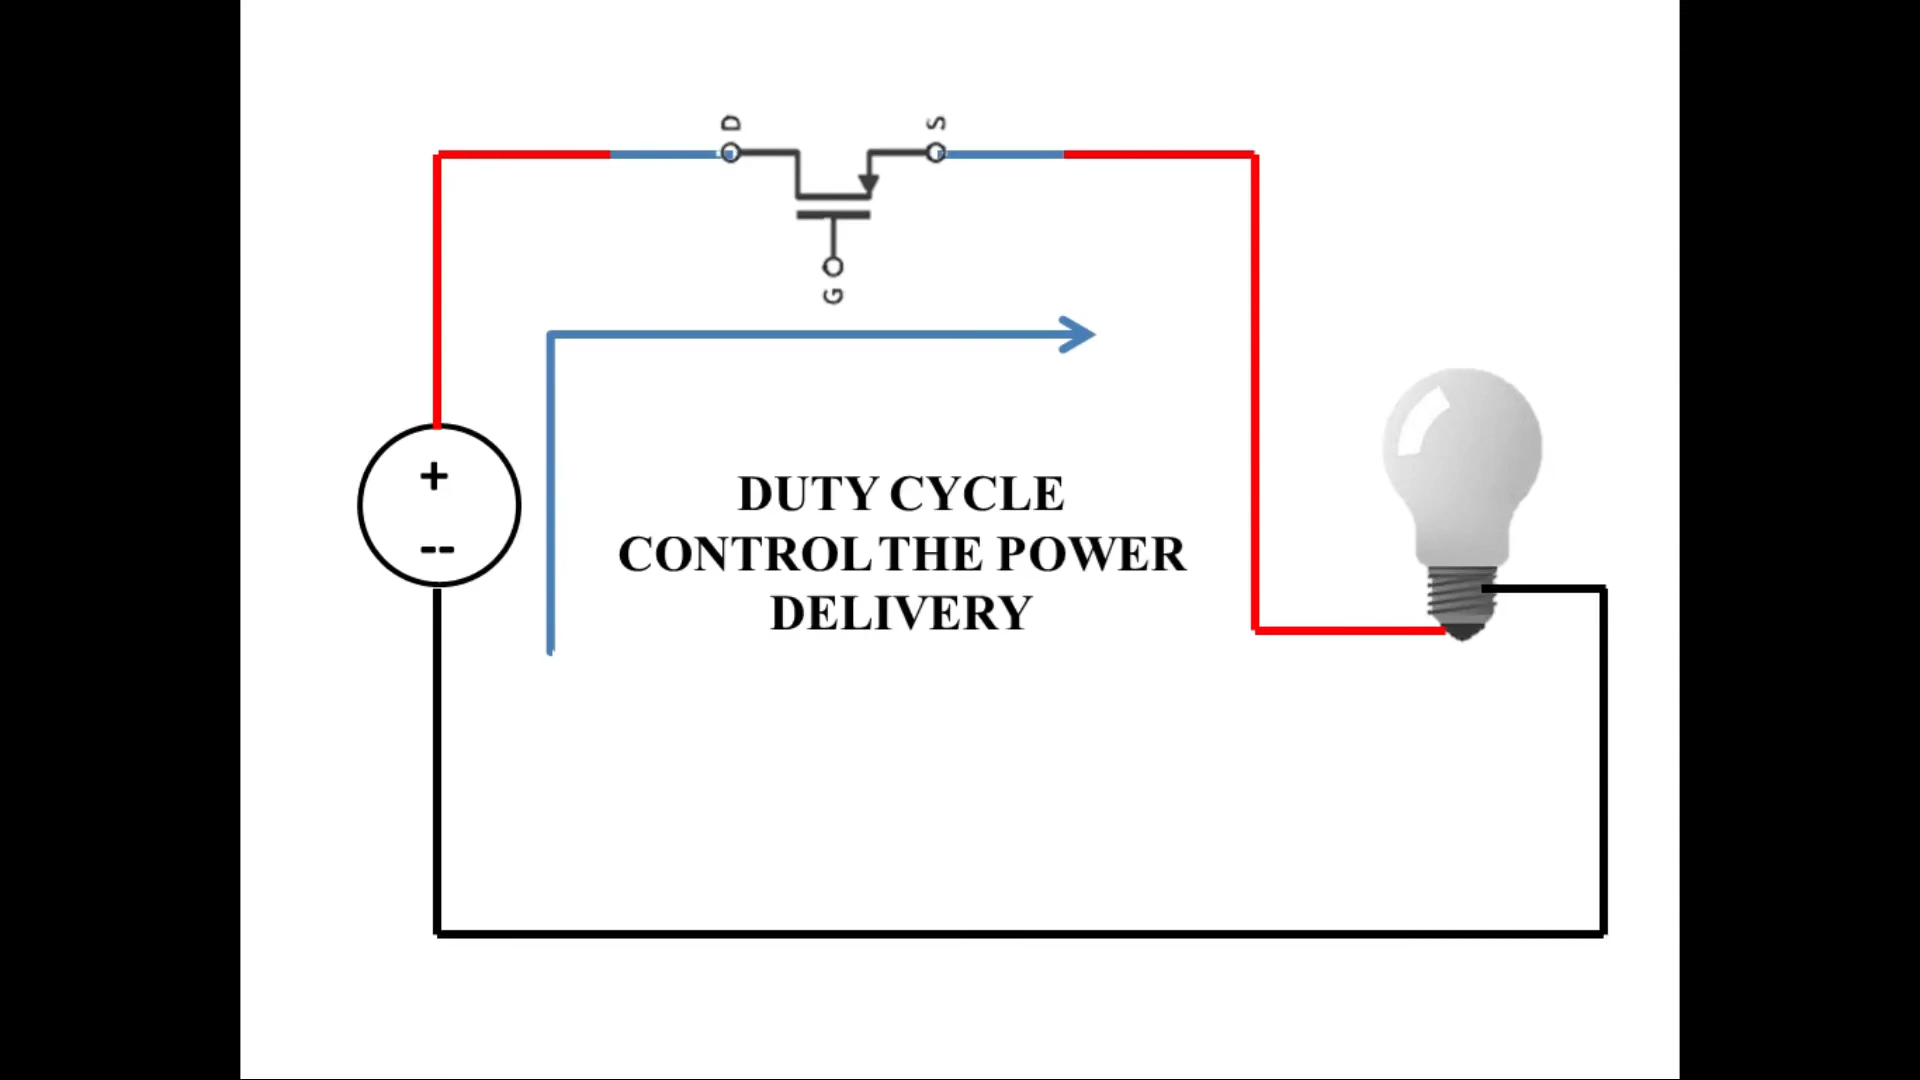 D
S
G
+
--
DUTY CYCLE
CONTROL THE POWER
DELIVERY